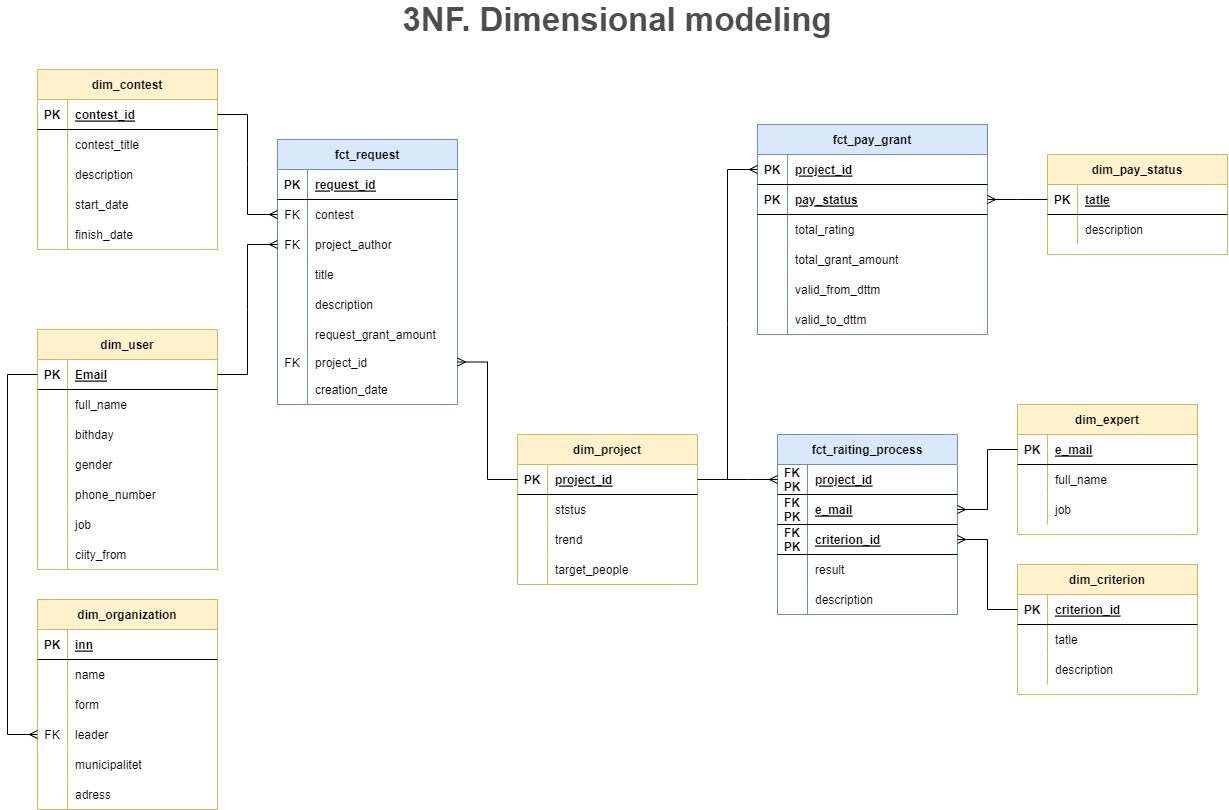 3NF. Dimensional modeling
dim_contest
PK contest_id
contest_title
description
start_date
finish_date
fct_request
PK request_id
FK contest
FK project_author
title
description
request_grant_amount
FK project_id
creation_date
dim_user
PK Email
full_name
bithday
gender
phone_number
job
ciity_from
dim_organization
PK inn
name
form
FK leader
municipalitet
adress
dim_project
PK project_id
ststus
trend
target_people
fct_pay_grant
PK project_id
PK pay_status
total_rating
total_grant_amount
valid_from_dttm
valid_to_dttm
dim_pay_status
PK tatle
description
fct_raiting_process
FK
PK project_id
FK
PK e_mail
FK
PK criterion_id
result
description
dim_expert
PK e_mail
full_name
job
dim_criterion
PK criterion_id
tatle
description